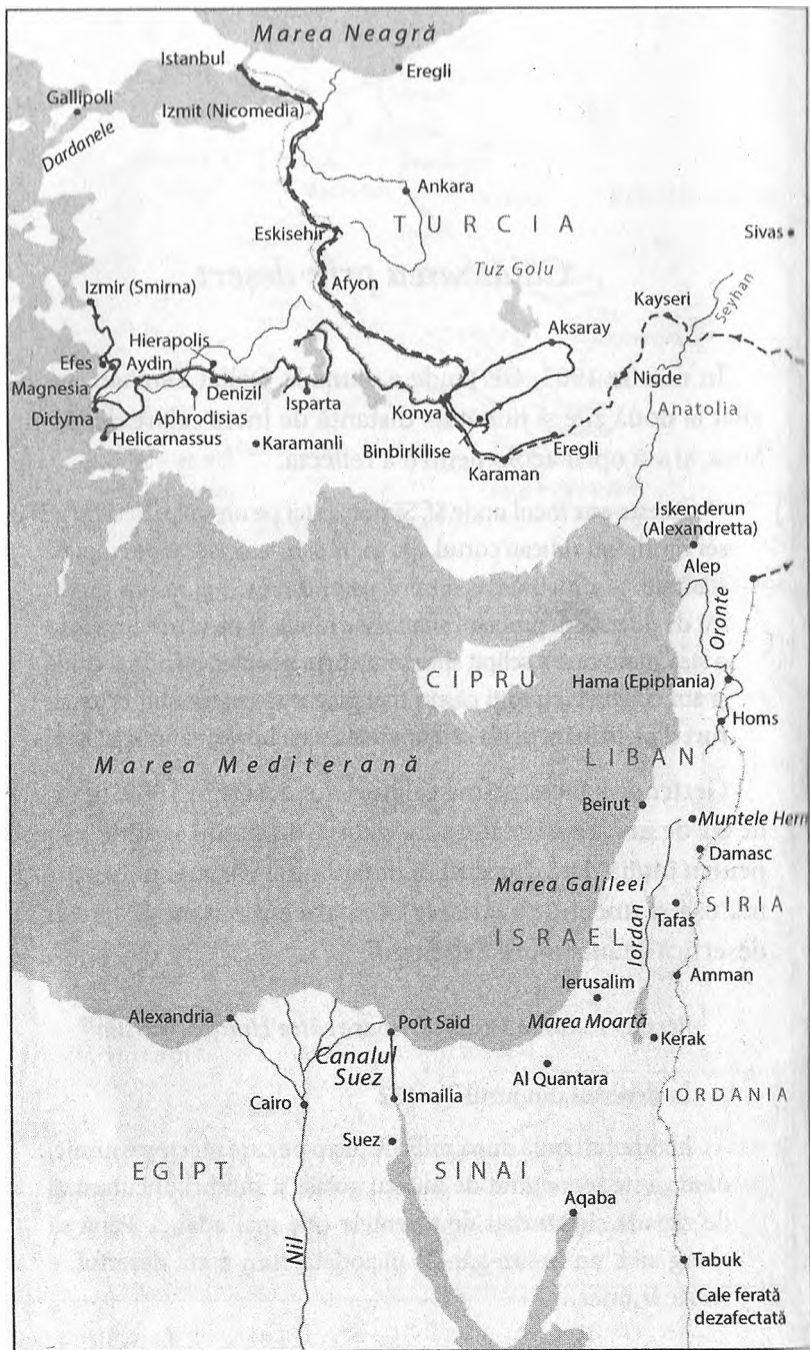 Marea Neagră
Istanbul
Eregli
Gallipoli
Izmit (Nicomedia)
Dardanele
Ankara
TURCIA
Eskisehir
Sivas
Tuz Golu
Izmir (Smirna)
Afyon
Kayseri
Seyhan
Hierapolis
Aksaray
Efes
Aydin
Nigde
Magnesia
Denizil
Isparta
Konya
Anatolia
Didyma
Aphrodisias
Helicarnassus
Karamanli
Binbirkilise
Eregli
Karaman
Iskenderun
(Alexandretta)
Alep
Oronte
CIPRU
Hama (Epiphania)
Homs
LIBAN
Marea Mediterană
Beirut
Muntele Herm
Damasc
Marea Galileei
SIRIA
Tafas
ISRAEL
Iordan
Amman
Ierusalim
Alexandria
Port Said
Marea Moartă
Kerak
Canalul
Suez
Al Quantara
Cairo
Ismailia
IORDANIA
Suez
EGIPT
SINAI
Aqaba
Nil
Tabuk
Cale ferată
dezafectată